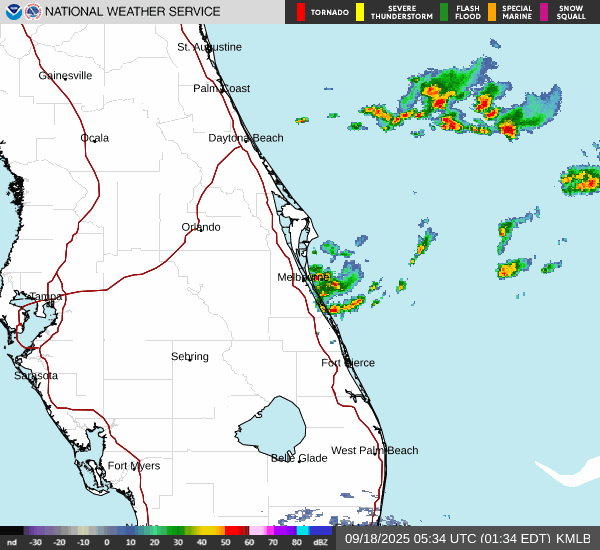 NATIONAL WEATHER SERVICE
TORNADO
SEVERE THUNDERSTORM
FLASH FLOOD
SPECIAL MARINE
SNOW SQUALL
St. Augustine
Gainesville
Palm Coast
Ocala
Daytona Beach
Orlando
Melbourne
Tampa
Sebring
Fort Pierce
Sarasota
West Palm Beach
Belle Glade
Fort Myers
nd -30 -20 -10 0 10 20 30 40 50 60 70 80 dBZ
09/18/2025 05:34 UTC (01:34 EDT) KMLB